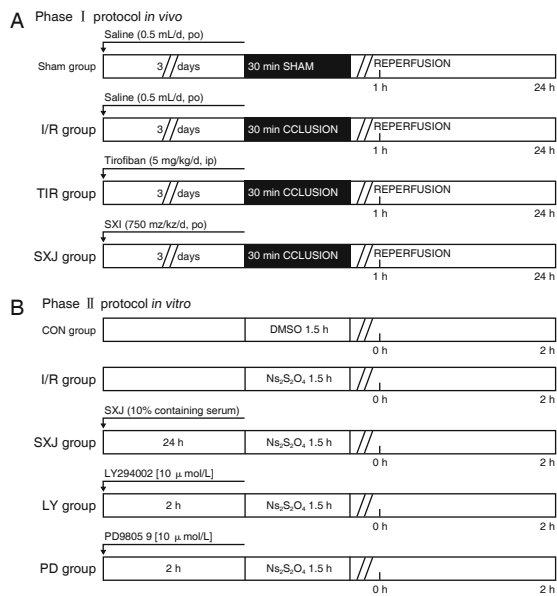 A Phase Ⅰ protocol in vivo
Saline (0.5 mL/d, po)
Sham group 3 days 30 min SHAM REPERFUSION
1 h 24 h
Saline (0.5 mL/d, po)
I/R group 3 days 30 min CCLUSION REPERFUSION
1 h 24 h
Tirofiban (5 mg/kg/d, ip)
TIR group 3 days 30 min CCLUSION REPERFUSION
1 h 24 h
SXI (750 mz/kz/d, po)
SXJ group 3 days 30 min CCLUSION REPERFUSION
1 h 24 h
B Phase Ⅱ protocol in vitro
CON group DMSO 1.5 h
0 h 2 h
I/R group Ns₂S₂O₄ 1.5 h
0 h 2 h
SXJ (10% containing serum)
SXJ group 24 h Ns₂S₂O₄ 1.5 h
0 h 2 h
LY294002 [10 μ mol/L]
LY group 2 h Ns₂S₂O₄ 1.5 h
0 h 2 h
PD9805 9 [10 μ mol/L]
PD group 2 h Ns₂S₂O₄ 1.5 h
0 h 2 h